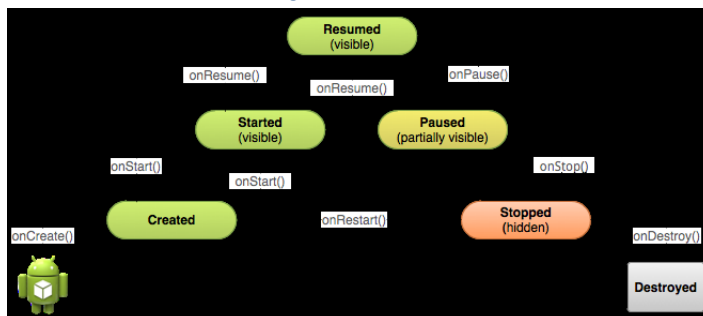 Resumed
(visible)
onResume()
onResume()
onPause()
Started
(visible)
Paused
(partially visible)
onStart()
onStart()
onStop()
Created
onRestart()
Stopped
(hidden)
onCreate()
onDestroy()
Destroyed